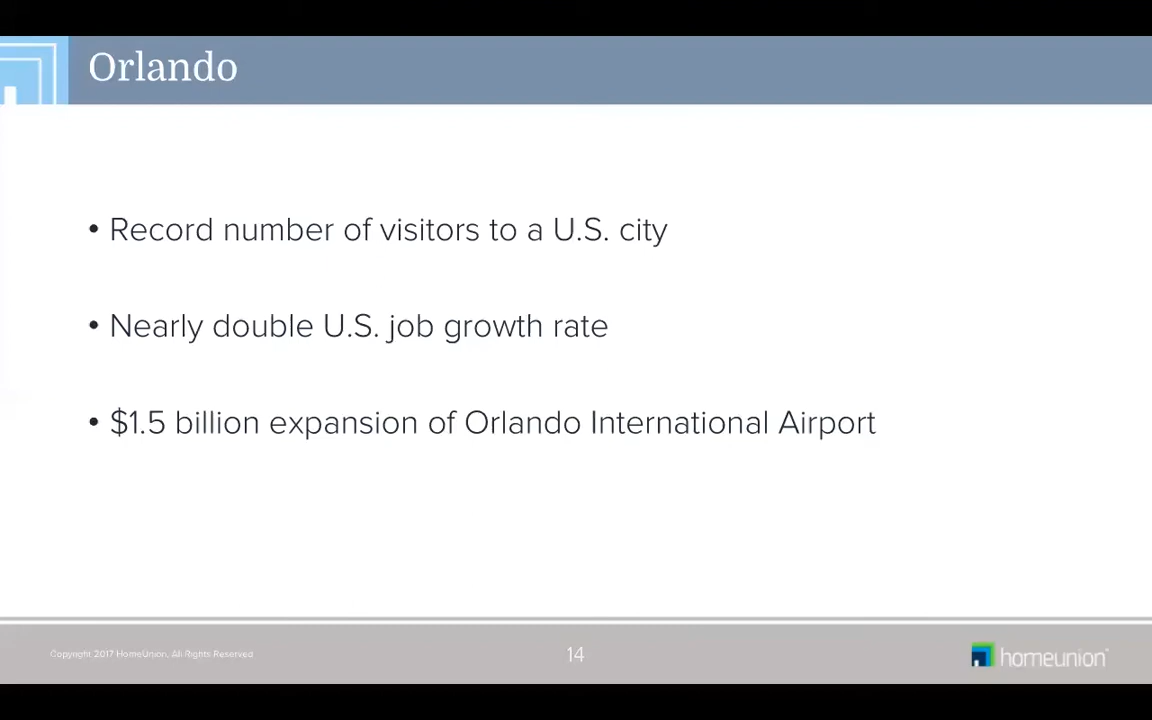 Orlando
• Record number of visitors to a U.S. city
• Nearly double U.S. job growth rate
• $1.5 billion expansion of Orlando International Airport
Copyright 2017 HomeUnion. All Rights Reserved
14
homeunion